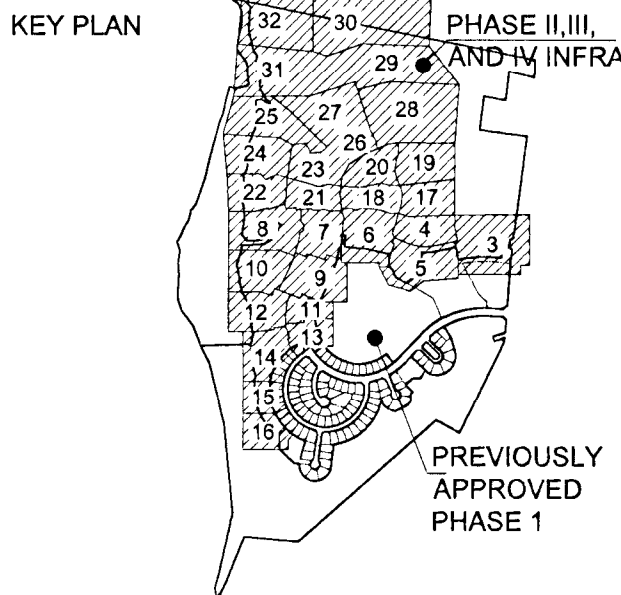 KEY PLAN
PHASE II,III,
AND IV INFRA
32 30
31 29
25 27 28
24 26
23 20 19
22 21 18 17
8 7 6 4 3
10 9 5
12 11
13
14
15
16
PREVIOUSLY
APPROVED
PHASE 1